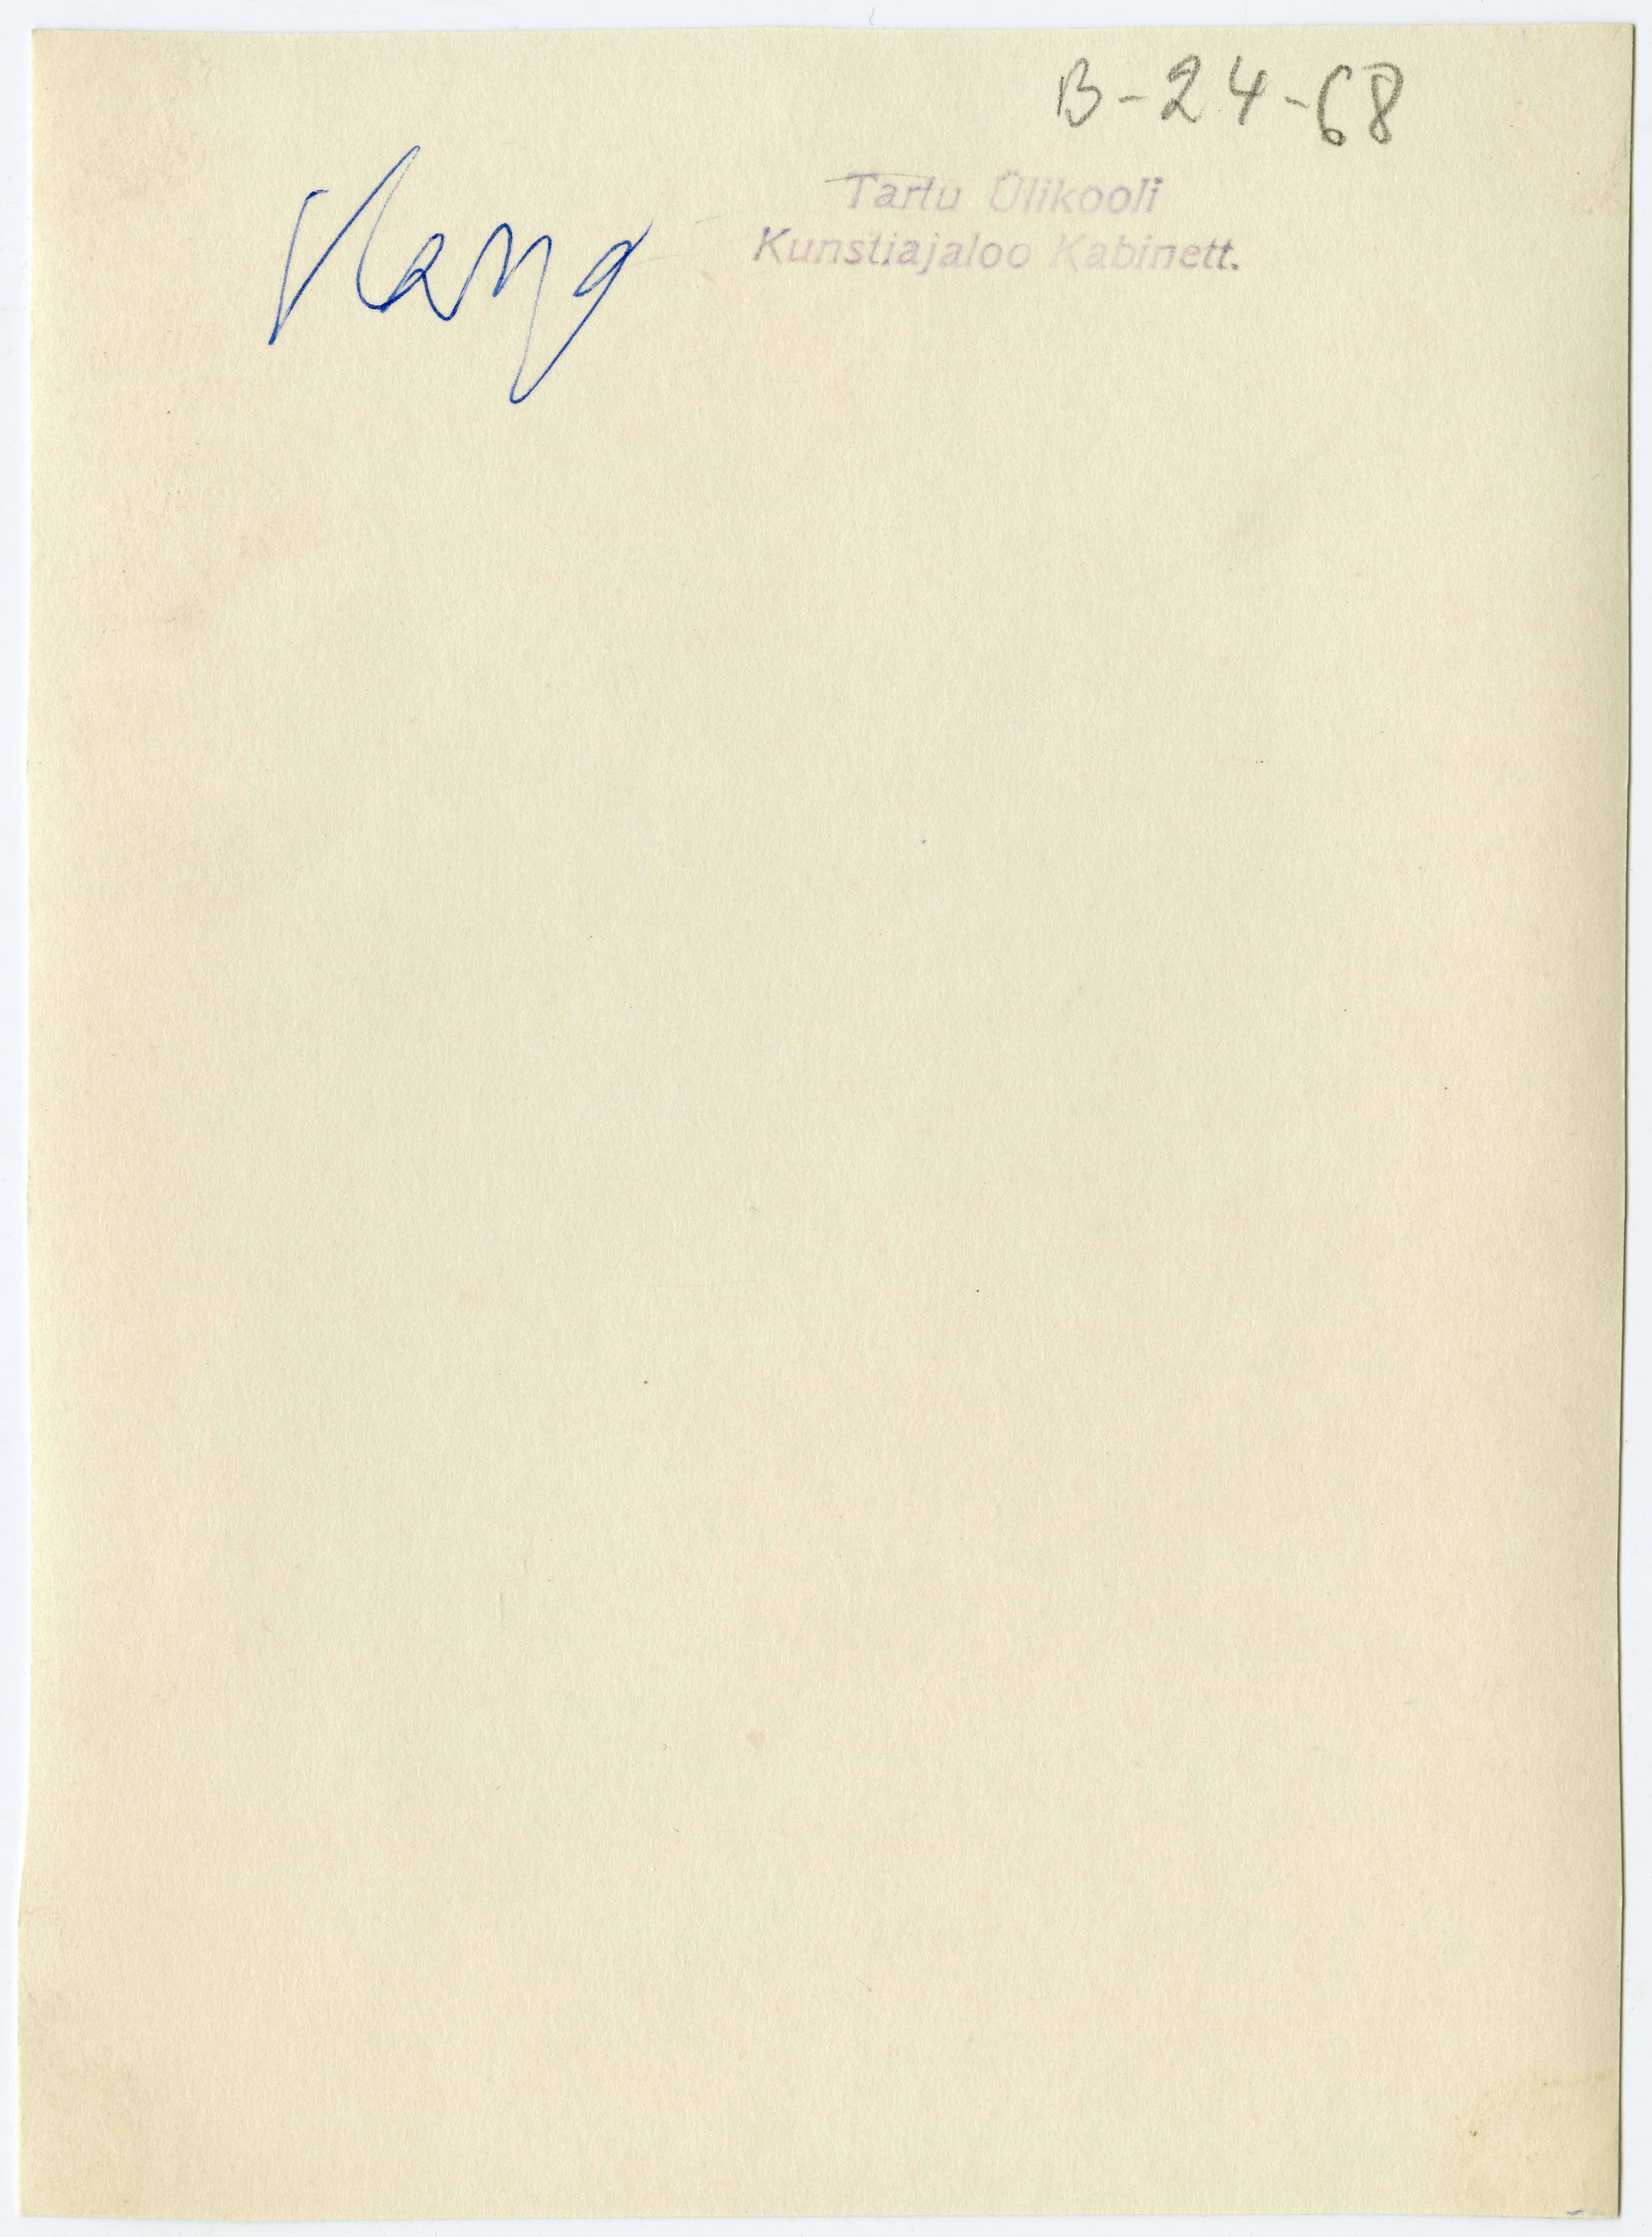 B-24-68
Tartu Ülikooli
Kunstiajaloo Kabinett.